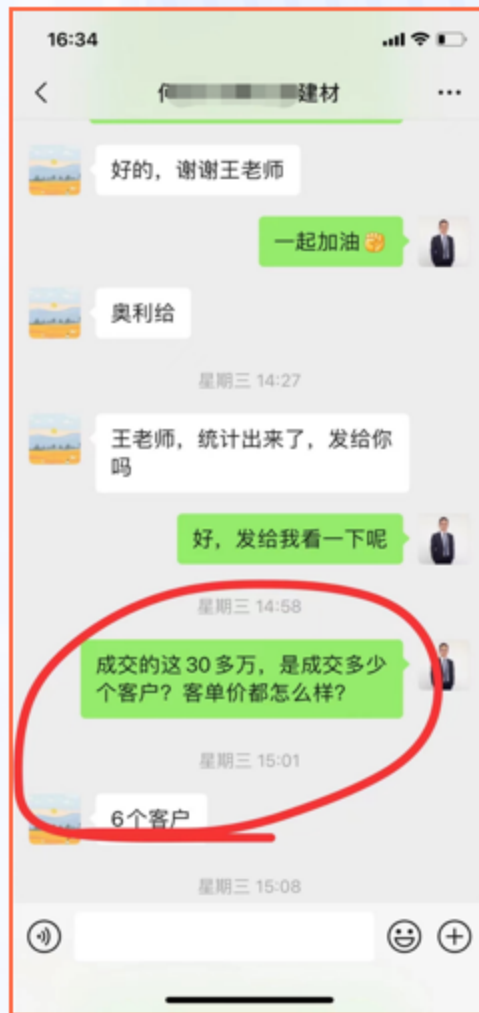 16:34
建材
好的，谢谢王老师
一起加油✊
奥利给
星期三 14:27
王老师，统计出来了，发给你
吗
好，发给我看一下呢
星期三 14:58
成交的这30多万，是成交多少
个客户？客单价都怎么样？
星期三 15:01
6个客户
星期三 15:08